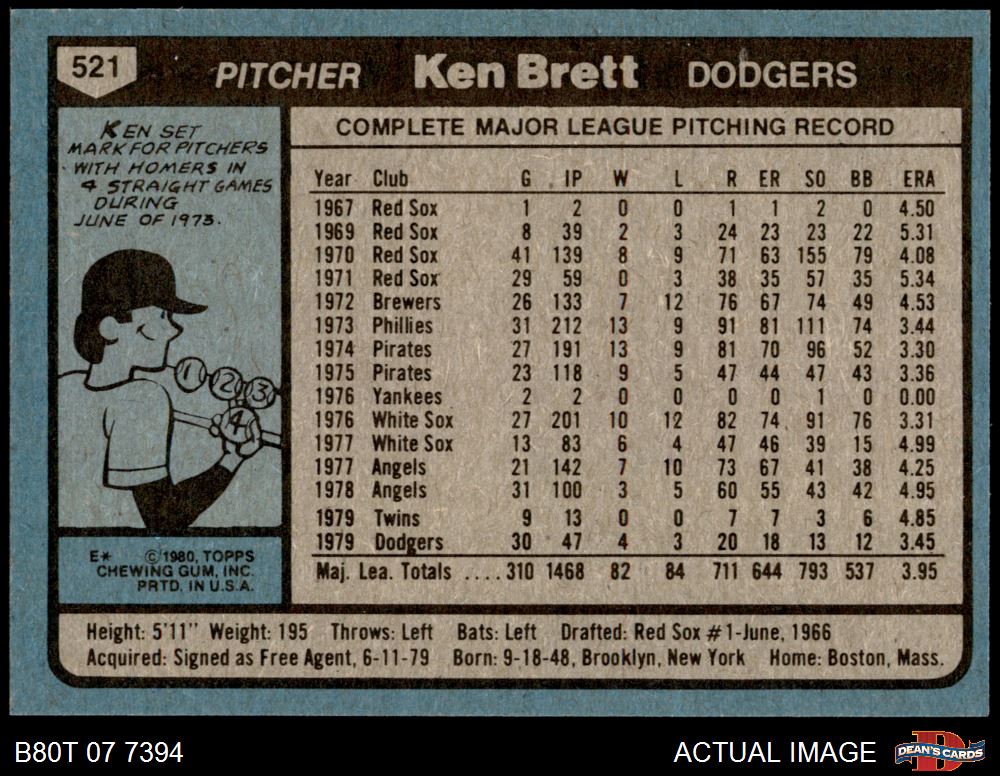 521
PITCHER Ken Brett DODGERS
KEN SET
MARK FOR PITCHERS
WITH HOMERS IN
4 STRAIGHT GAMES
DURING
JUNE OF 1973.
1 2 3
4
E* © 1980, TOPPS
CHEWING GUM, INC.
PRTD. IN U.S.A.
COMPLETE MAJOR LEAGUE PITCHING RECORD
Year Club G IP W L R ER SO BB ERA
1967 Red Sox 1 2 0 0 1 1 2 0 4.50
1969 Red Sox 8 39 2 3 24 23 23 22 5.31
1970 Red Sox 41 139 8 9 71 63 155 79 4.08
1971 Red Sox 29 59 0 3 38 35 57 35 5.34
1972 Brewers 26 133 7 12 76 67 74 49 4.53
1973 Phillies 31 212 13 9 91 81 111 74 3.44
1974 Pirates 27 191 13 9 81 70 96 52 3.30
1975 Pirates 23 118 9 5 47 44 47 43 3.36
1976 Yankees 2 2 0 0 0 0 1 0 0.00
1976 White Sox 27 201 10 12 82 74 91 76 3.31
1977 White Sox 13 83 6 4 47 46 39 15 4.99
1977 Angels 21 142 7 10 73 67 41 38 4.25
1978 Angels 31 100 3 5 60 55 43 42 4.95
1979 Twins 9 13 0 0 7 7 3 6 4.85
1979 Dodgers 30 47 4 3 20 18 13 12 3.45
Maj. Lea. Totals .... 310 1468 82 84 711 644 793 537 3.95
Height: 5'11" Weight: 195 Throws: Left Bats: Left Drafted: Red Sox #1-June, 1966
Acquired: Signed as Free Agent, 6-11-79 Born: 9-18-48, Brooklyn, New York Home: Boston, Mass.
B80T 07 7394 ACTUAL IMAGE D DEAN'S CARDS